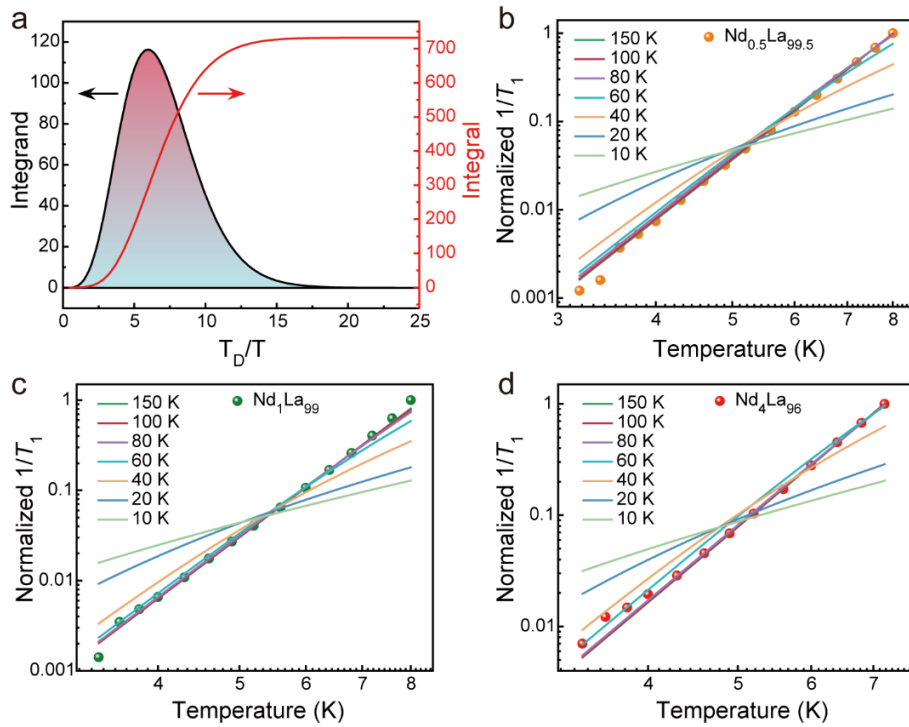 a
120
100
80
60
40
20
0
Integrand
0
5
10
15
20
25
T_D/T
700
600
500
400
300
200
100
0
Integral
b
1
0.1
0.01
0.001
Normalized 1/T₁
150 K
100 K
80 K
60 K
40 K
20 K
10 K
Nd₀.₅La₉₉.₅
3
4
5
6
7
8
Temperature (K)
c
1
0.1
0.01
0.001
Normalized 1/T₁
150 K
100 K
80 K
60 K
40 K
20 K
10 K
Nd₁La₉₉
4
5
6
7
8
Temperature (K)
d
1
0.1
0.01
Normalized 1/T₁
150 K
100 K
80 K
60 K
40 K
20 K
10 K
Nd₄La₉₆
4
5
6
7
Temperature (K)